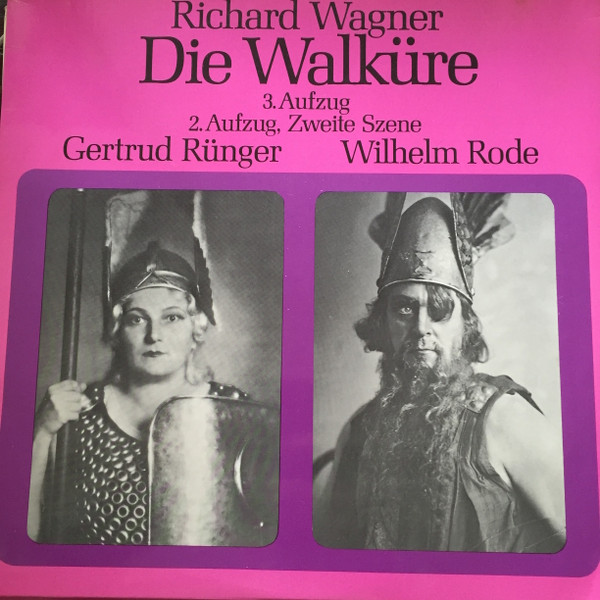 Richard Wagner
Die Walküre
3. Aufzug
2. Aufzug, Zweite Szene
Gertrud Rünger Wilhelm Rode